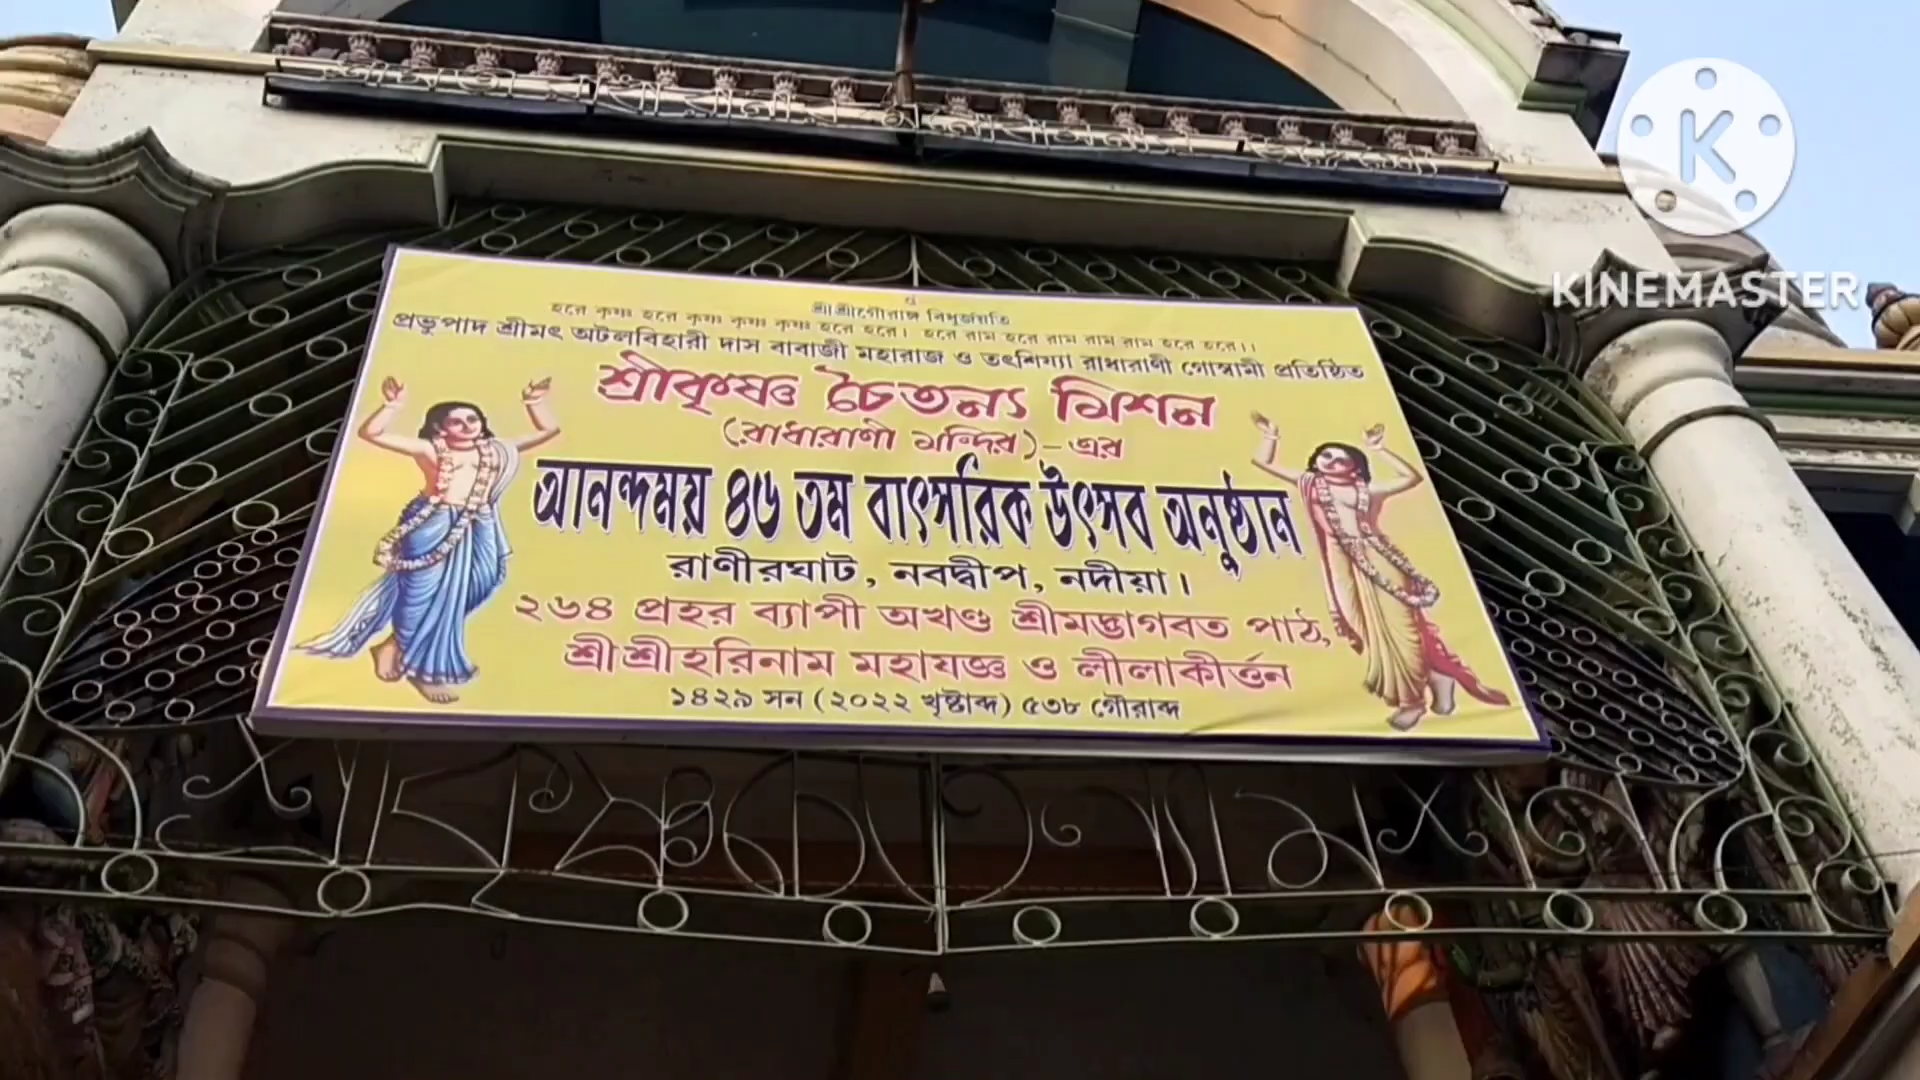 শ্রীশ্রীগৌরাঙ্গ বিধুর্জয়তি
হরে কৃষ্ণ হরে কৃষ্ণ কৃষ্ণ কৃষ্ণ হরে হরে। হরে রাম হরে রাম রাম রাম হরে হরে।।
প্রভুপাদ শ্রীমৎ অটলবিহারী দাস বাবাজী মহারাজ ও তৎশিষ্যা রাধারাণী গোস্বামী প্রতিষ্ঠিত
শ্রীকৃষ্ণ চৈতন্য মিশন
(রাধারাণী মন্দির)-এর
আনন্দময় ৪৬ তম বাৎসরিক উৎসব অনুষ্ঠান
রাণীরঘাট, নবদ্বীপ, নদীয়া।
২৬৪ প্রহর ব্যাপী অখণ্ড শ্রীমদ্ভাগবত পাঠ,
শ্রীশ্রীহরিনাম মহাযজ্ঞ ও লীলাকীর্ত্তন
১৪২৯ সন (২০২২ খৃষ্টাব্দ) ৫৩৮ গৌরাব্দ
K
KINEMASTER